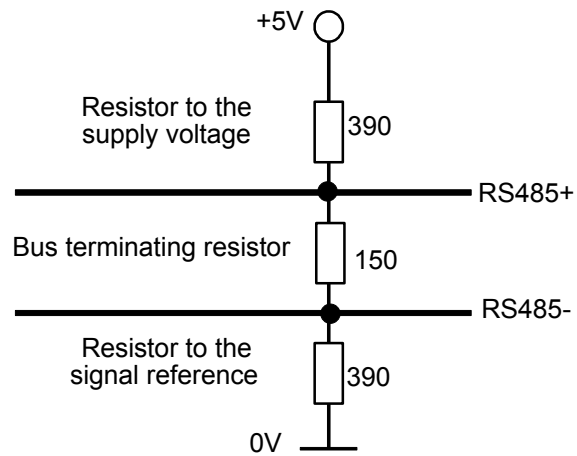 +5V
Resistor to the
supply voltage
390
RS485+
Bus terminating resistor
150
RS485-
Resistor to the
signal reference
390
0V